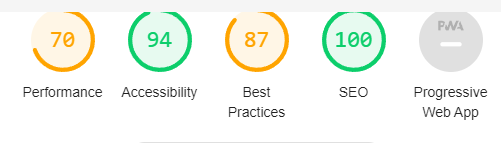 70 94 87 100 PWA
Performance Accessibility Best Practices SEO Progressive Web App